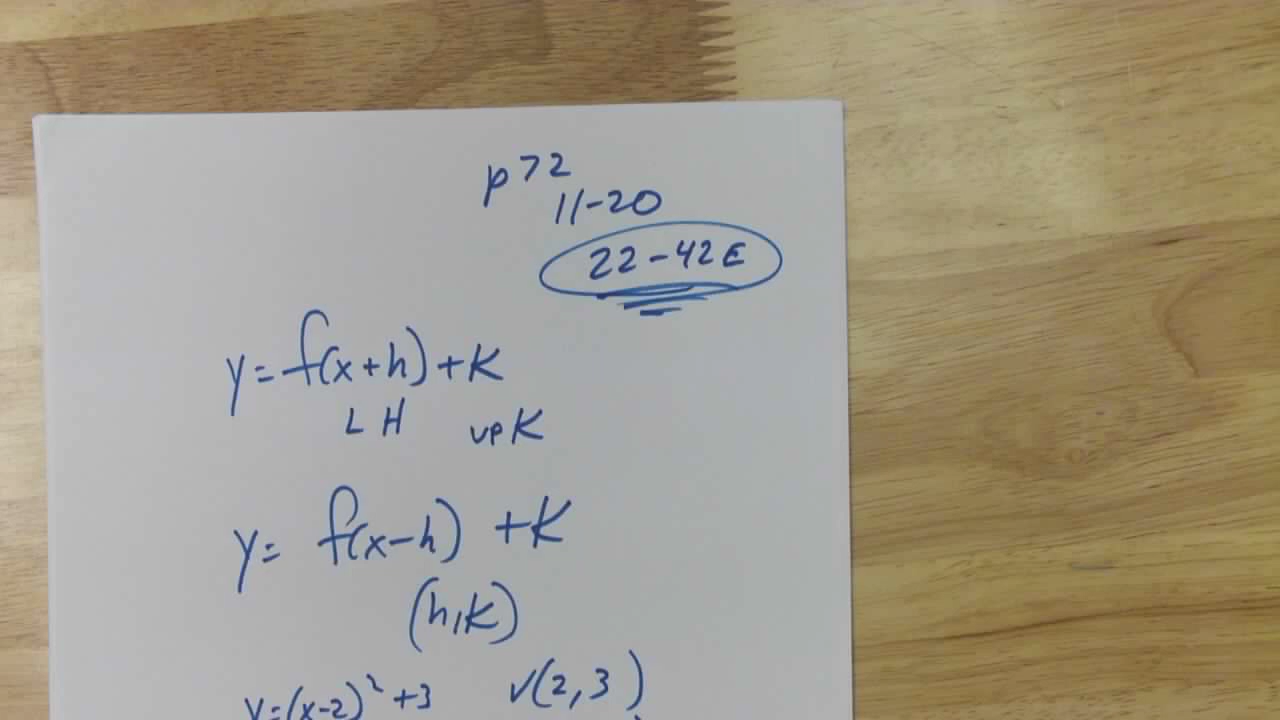 p72
11-20
22-42E
y=f(x+h)+K
L H up K
y= f(x-h) +K
(h,K)
y=(x-2)²+3 V(2,3)